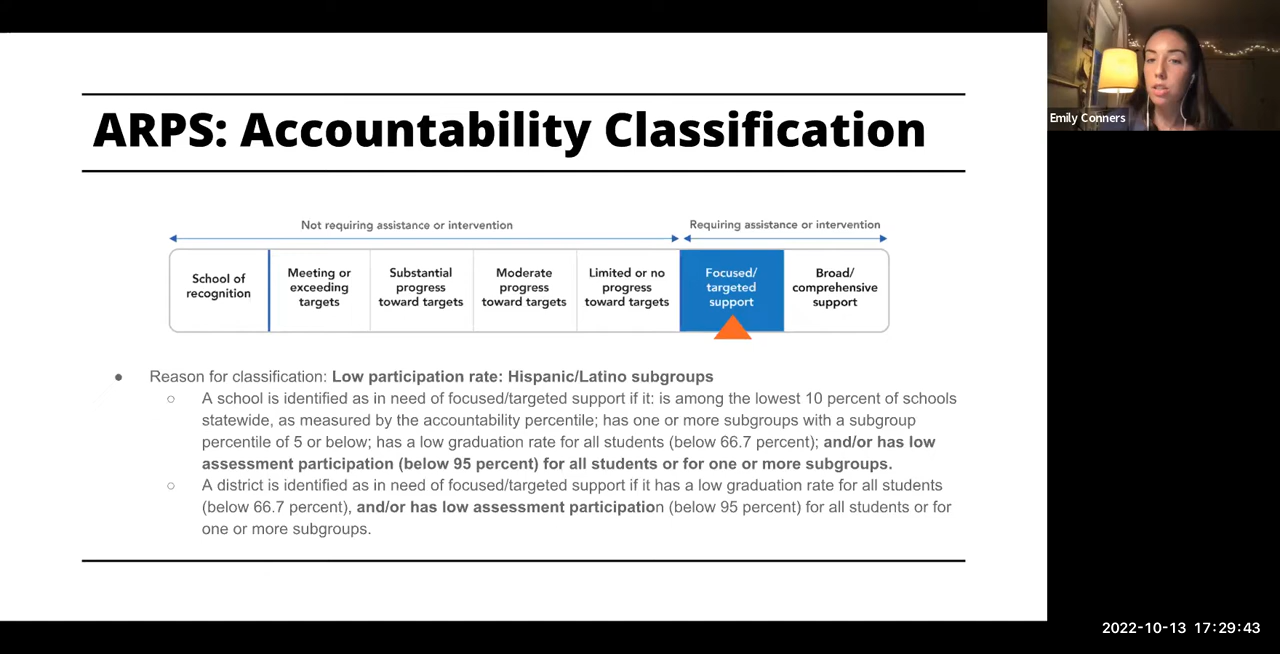 ARPS: Accountability Classification
Not requiring assistance or intervention
Requiring assistance or intervention
School of
recognition
Meeting or
exceeding
targets
Substantial
progress
toward targets
Moderate
progress
toward targets
Limited or no
progress
toward targets
Focused/
targeted
support
Broad/
comprehensive
support
● Reason for classification: Low participation rate: Hispanic/Latino subgroups
○ A school is identified as in need of focused/targeted support if it: is among the lowest 10 percent of schools
statewide, as measured by the accountability percentile; has one or more subgroups with a subgroup
percentile of 5 or below; has a low graduation rate for all students (below 66.7 percent); and/or has low
assessment participation (below 95 percent) for all students or for one or more subgroups.
○ A district is identified as in need of focused/targeted support if it has a low graduation rate for all students
(below 66.7 percent), and/or has low assessment participation (below 95 percent) for all students or for
one or more subgroups.
Emily Conners
2022-10-13 17:29:43